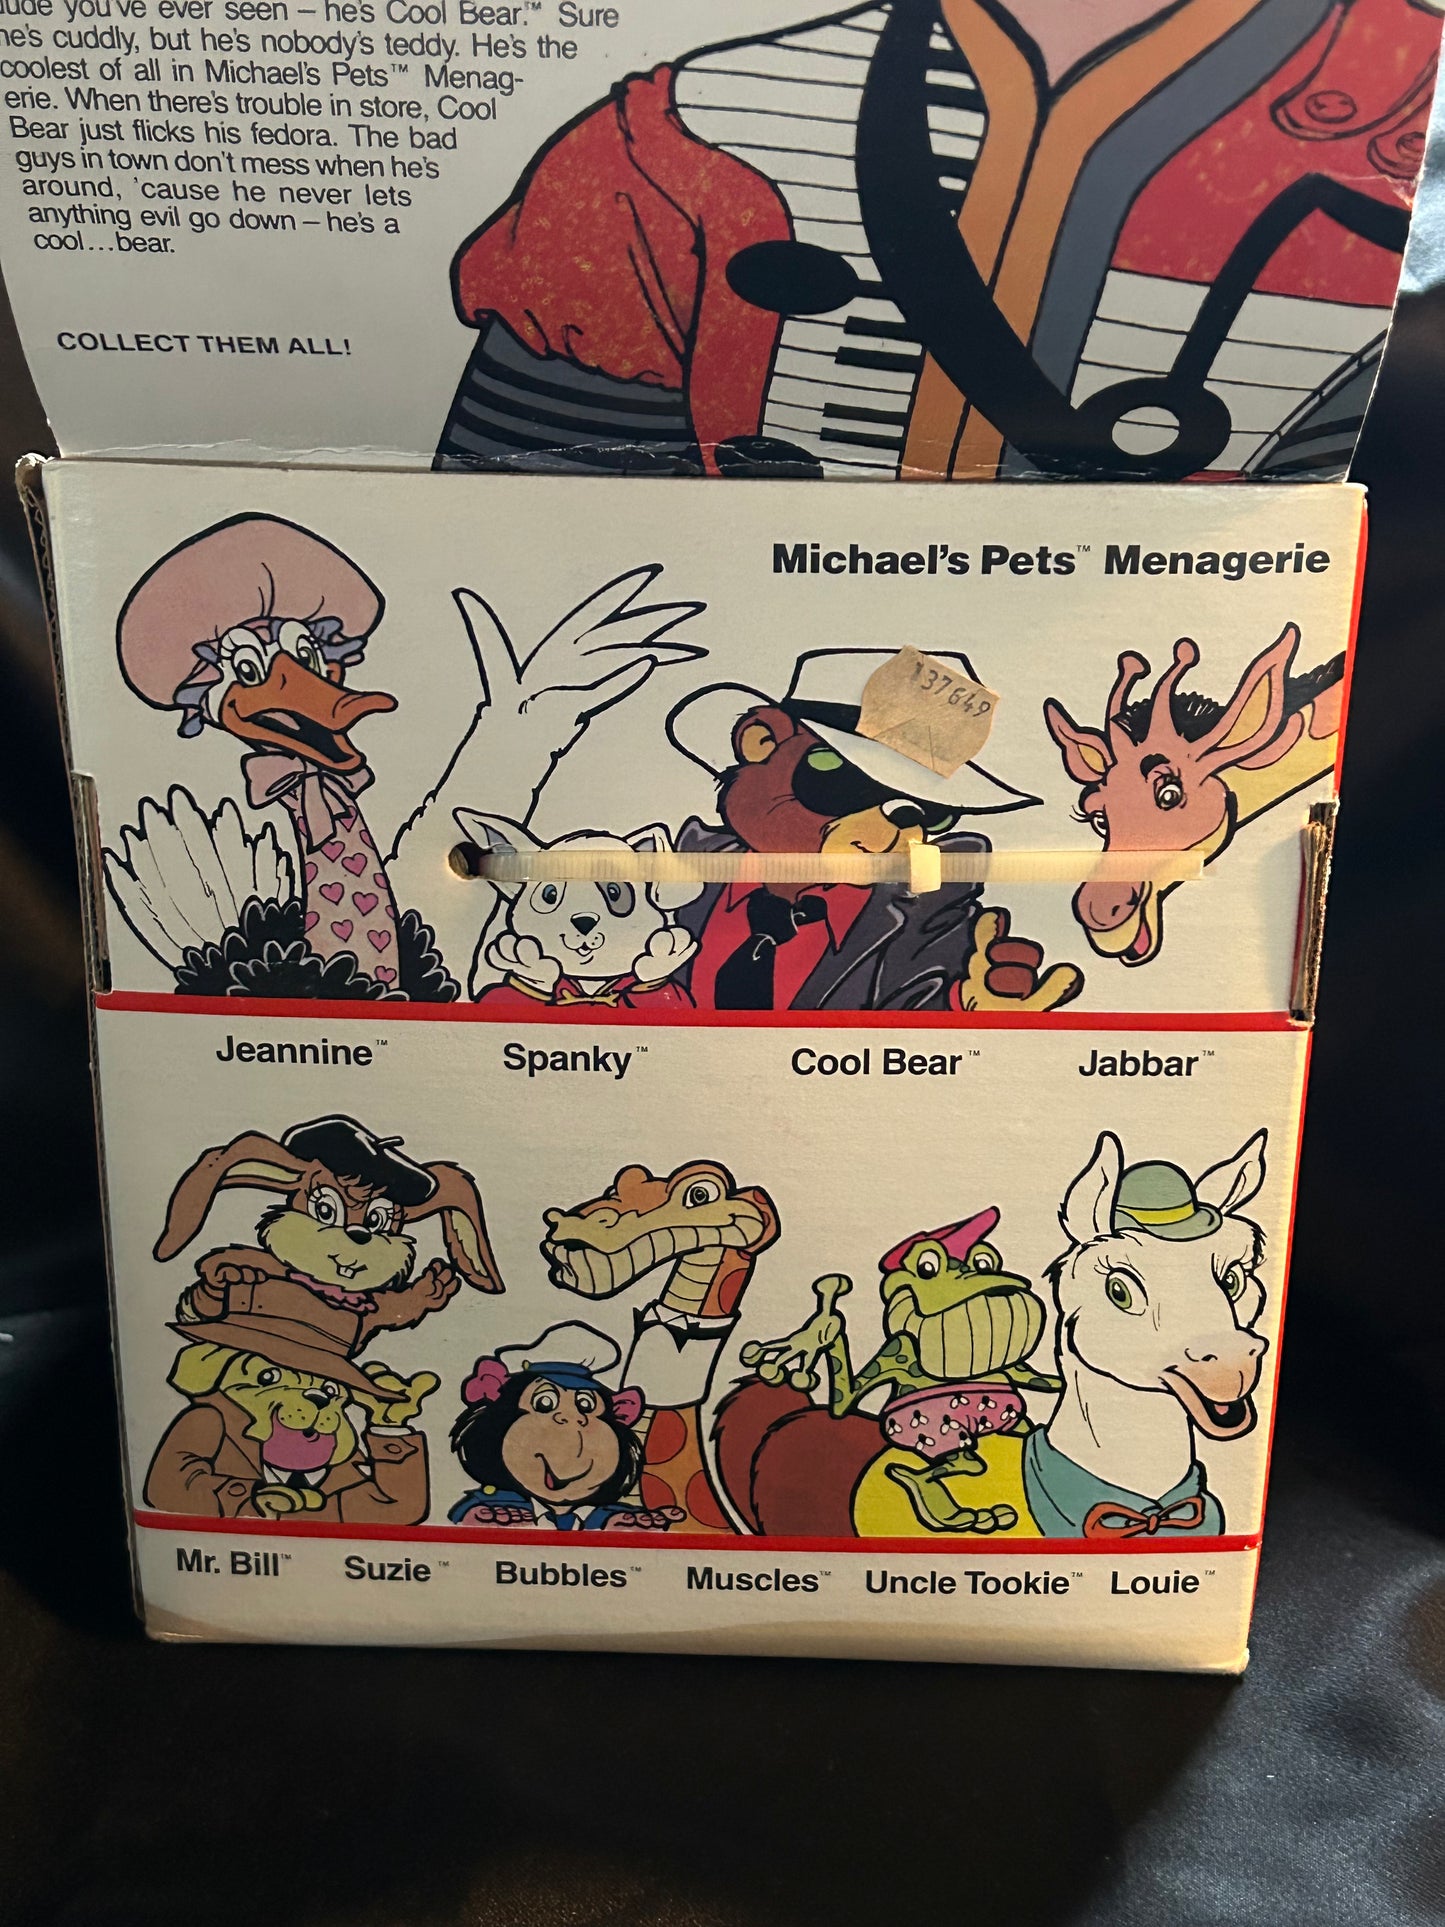 dude you've ever seen – he's Cool Bear.™ Sure
he's cuddly, but he's nobody's teddy. He's the
coolest of all in Michael's Pets™ Menag-
erie. When there's trouble in store, Cool
Bear just flicks his fedora. The bad
guys in town don't mess when he's
around, 'cause he never lets
anything evil go down – he's a
cool...bear.
COLLECT THEM ALL!
Michael's Pets™ Menagerie
137649
Jeannine™ Spanky™ Cool Bear™ Jabbar™
Mr. Bill™ Suzie™ Bubbles™ Muscles™ Uncle Tookie™ Louie™